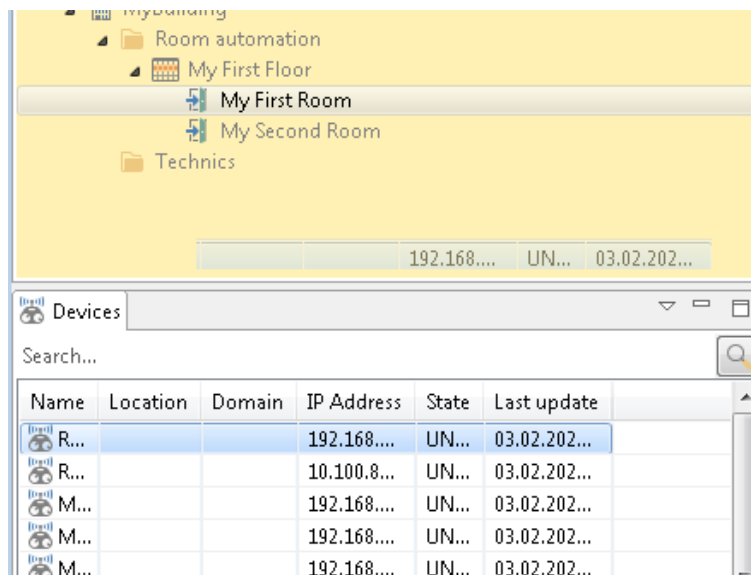 MyBuilding
Room automation
My First Floor
My First Room
My Second Room
Technics
192.168.... UN... 03.02.202...
Devices
Search...
Name Location Domain IP Address State Last update
R... 192.168.... UN... 03.02.202...
R... 10.100.8... UN... 03.02.202...
M... 192.168.... UN... 03.02.202...
M... 192.168.... UN... 03.02.202...
M... 192.168.... UN... 03.02.202...